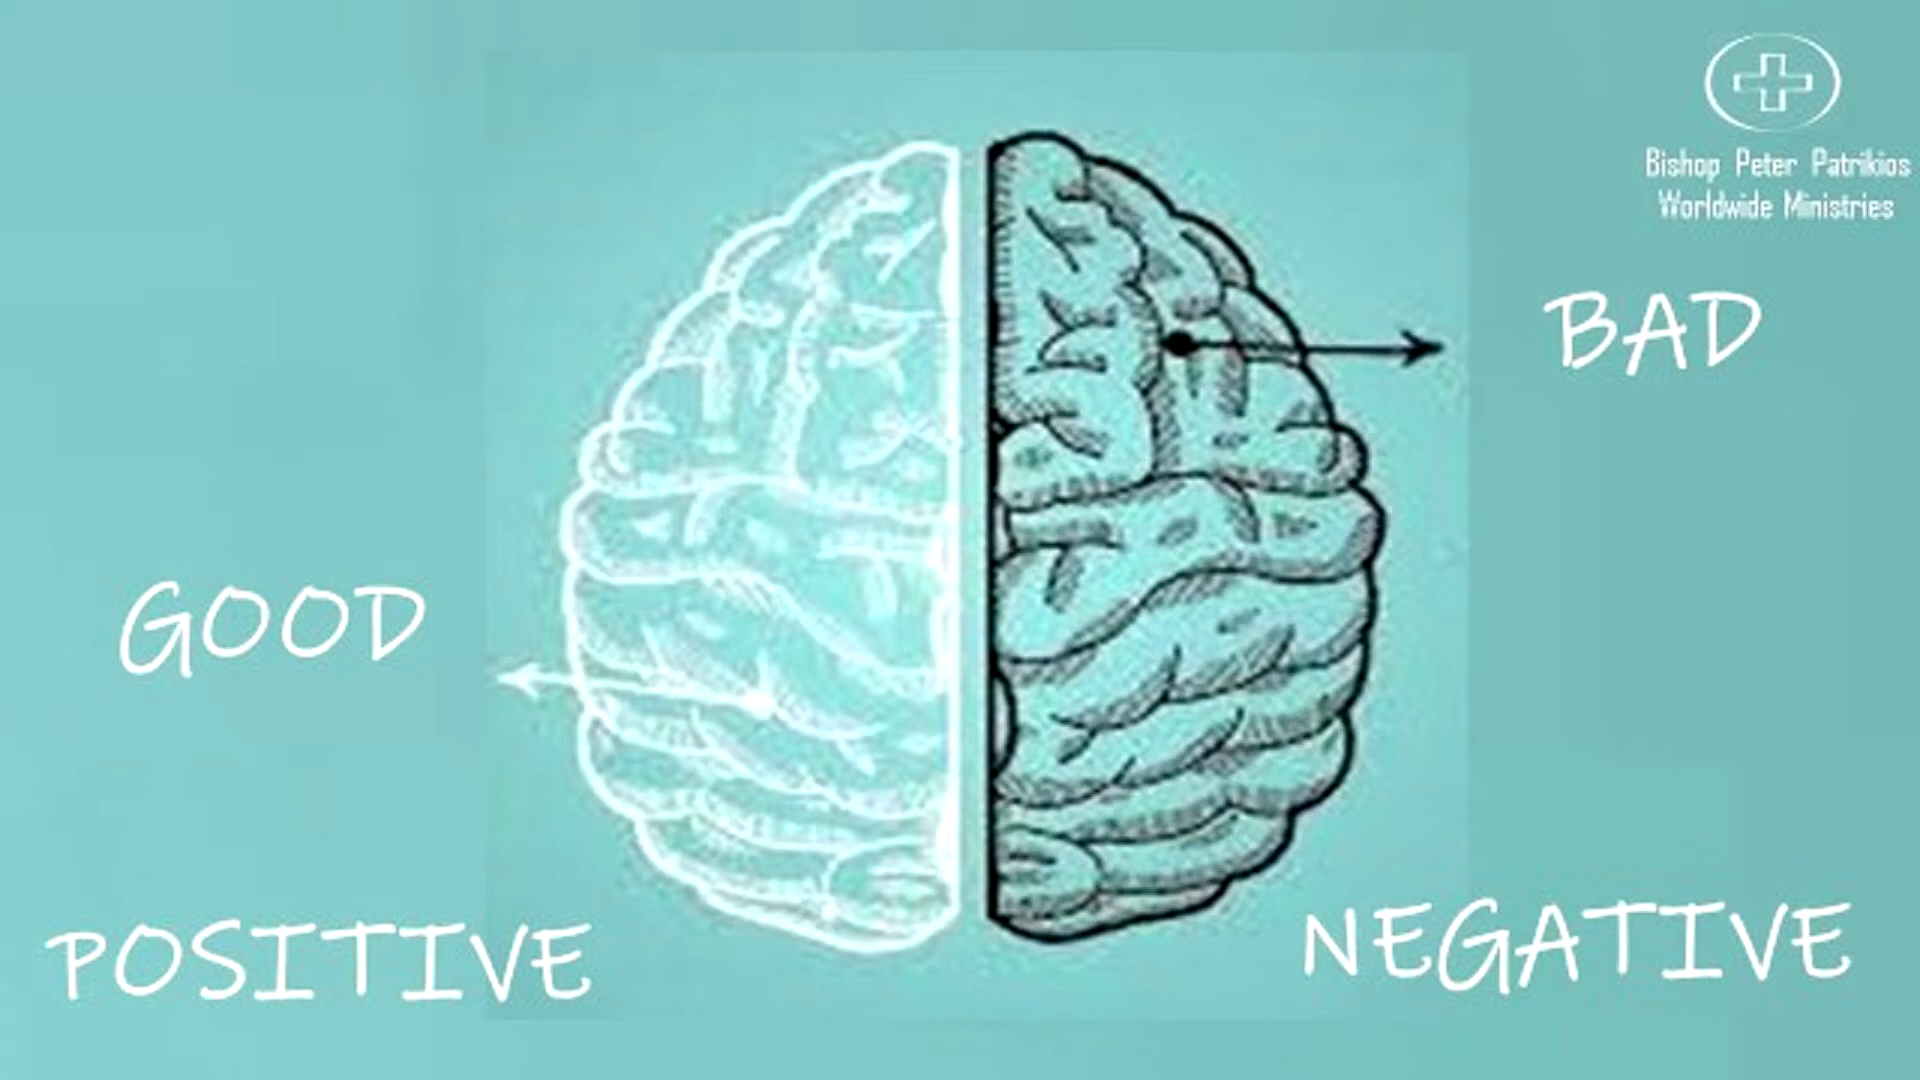 Bishop Peter Patrikios
Worldwide Ministries
BAD
GOOD
POSITIVE
NEGATIVE